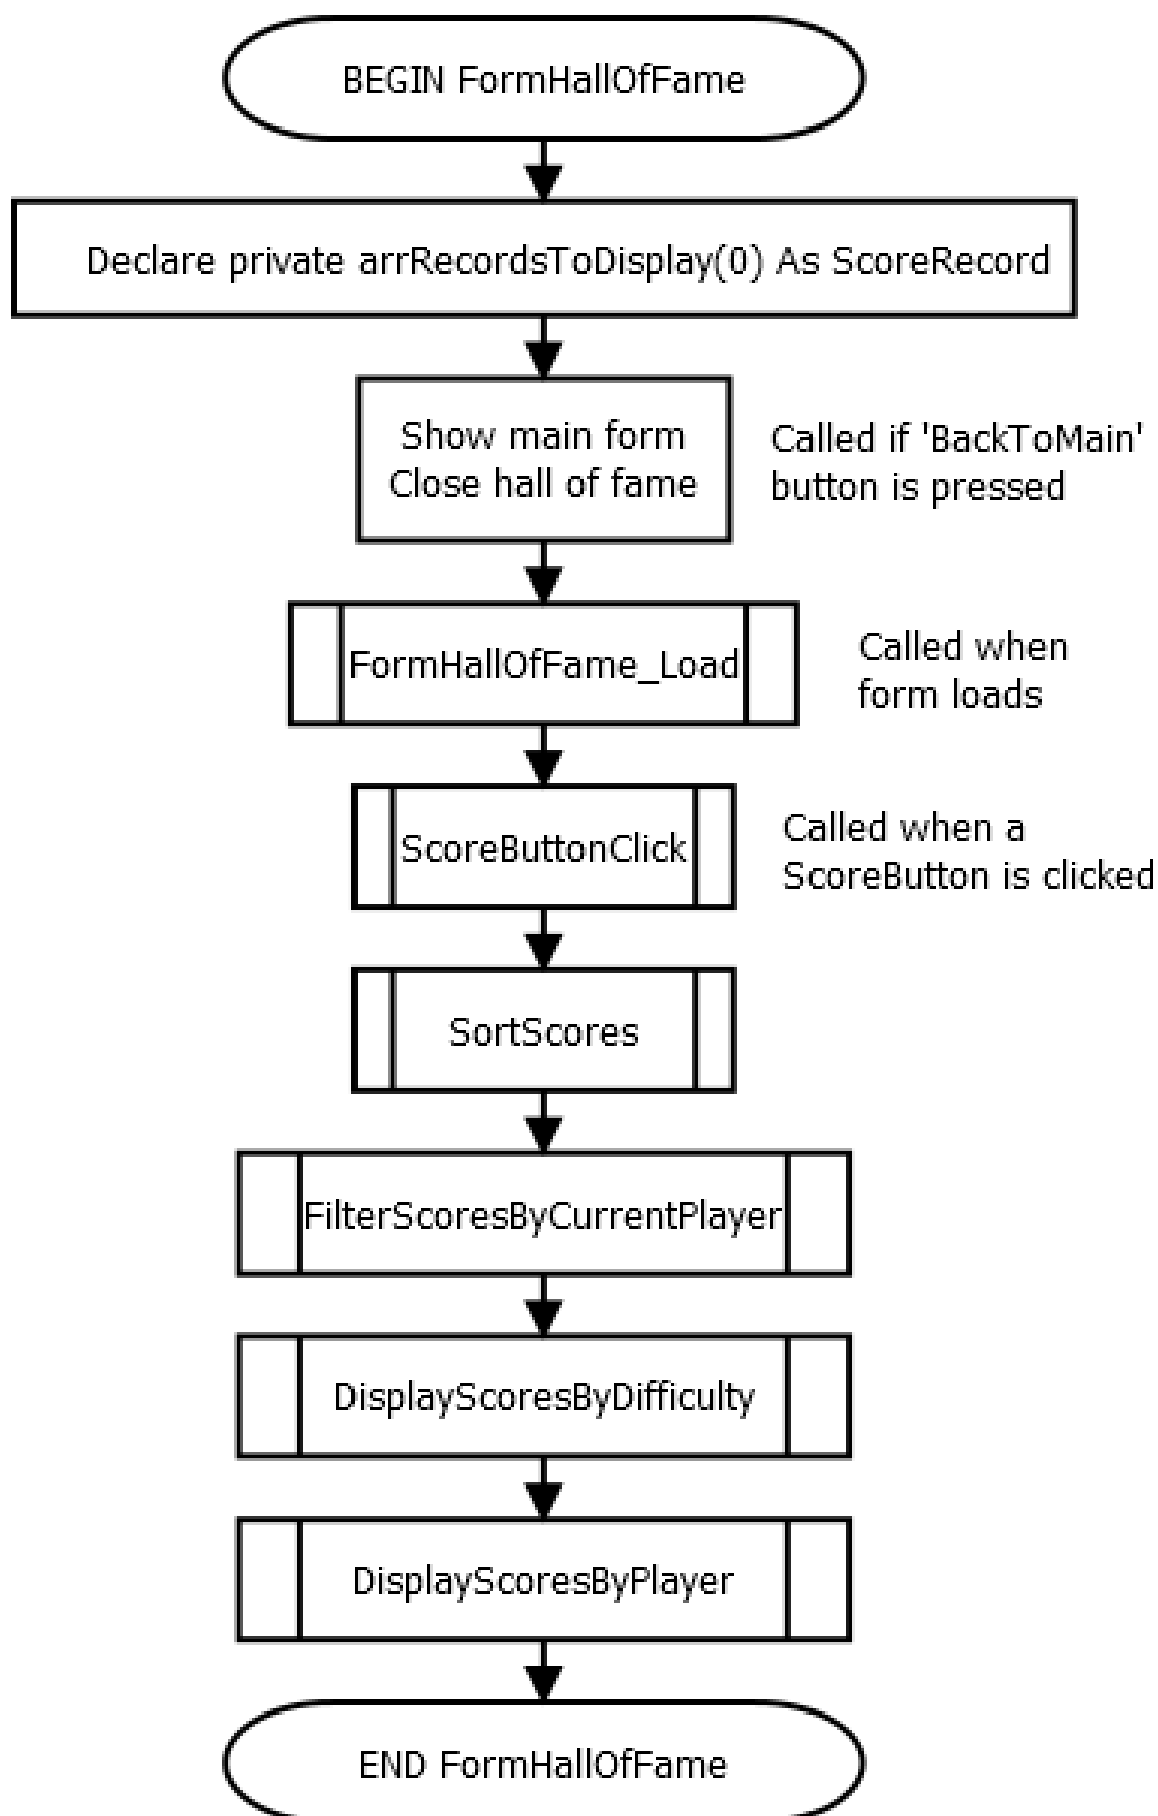 BEGIN FormHallOfFame
Declare private arrRecordsToDisplay(0) As ScoreRecord
Show main form
Close hall of fame
Called if 'BackToMain'
button is pressed
FormHallOfFame_Load
Called when
form loads
ScoreButtonClick
Called when a
ScoreButton is clicked
SortScores
FilterScoresByCurrentPlayer
DisplayScoresByDifficulty
DisplayScoresByPlayer
END FormHallOfFame